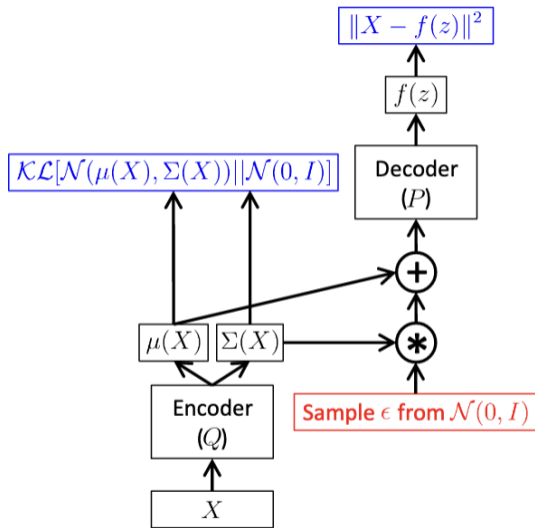 ‖X − f(z)‖²
f(z)
𝒦ℒ[𝒩(μ(X), Σ(X))||𝒩(0, I)]
Decoder
(P)
+
μ(X) Σ(X)
*
Encoder
(Q)
Sample ϵ from 𝒩(0, I)
X